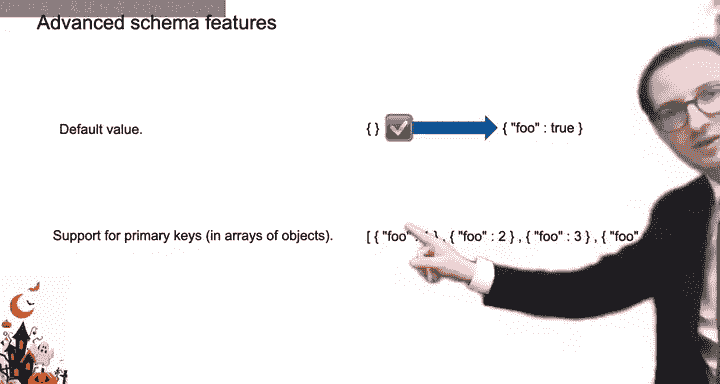 Advanced schema features
Default value. { } { "foo" : true }
Support for primary keys (in arrays of objects). [ { "foo" : } , { "foo" : 2 } , { "foo" : 3 } , { "foo"